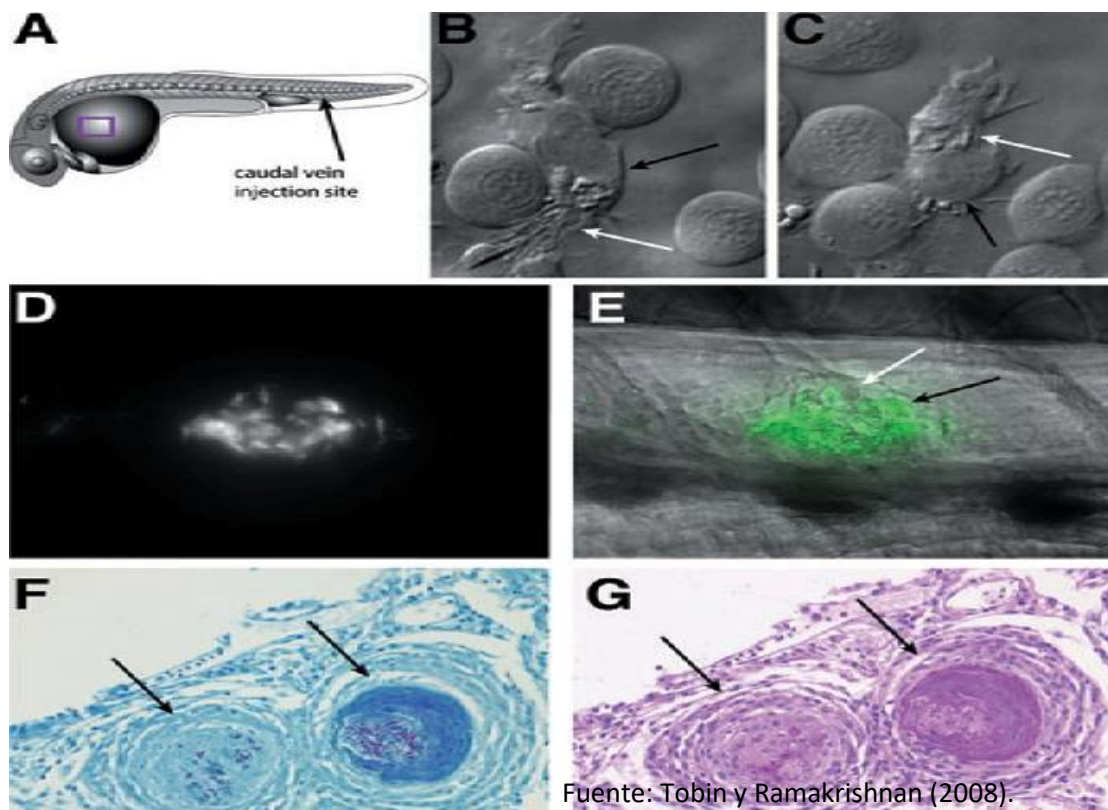 A
B
C
caudal vein
injection site
D
E
F
G
Fuente: Tobin y Ramakrishnan (2008).